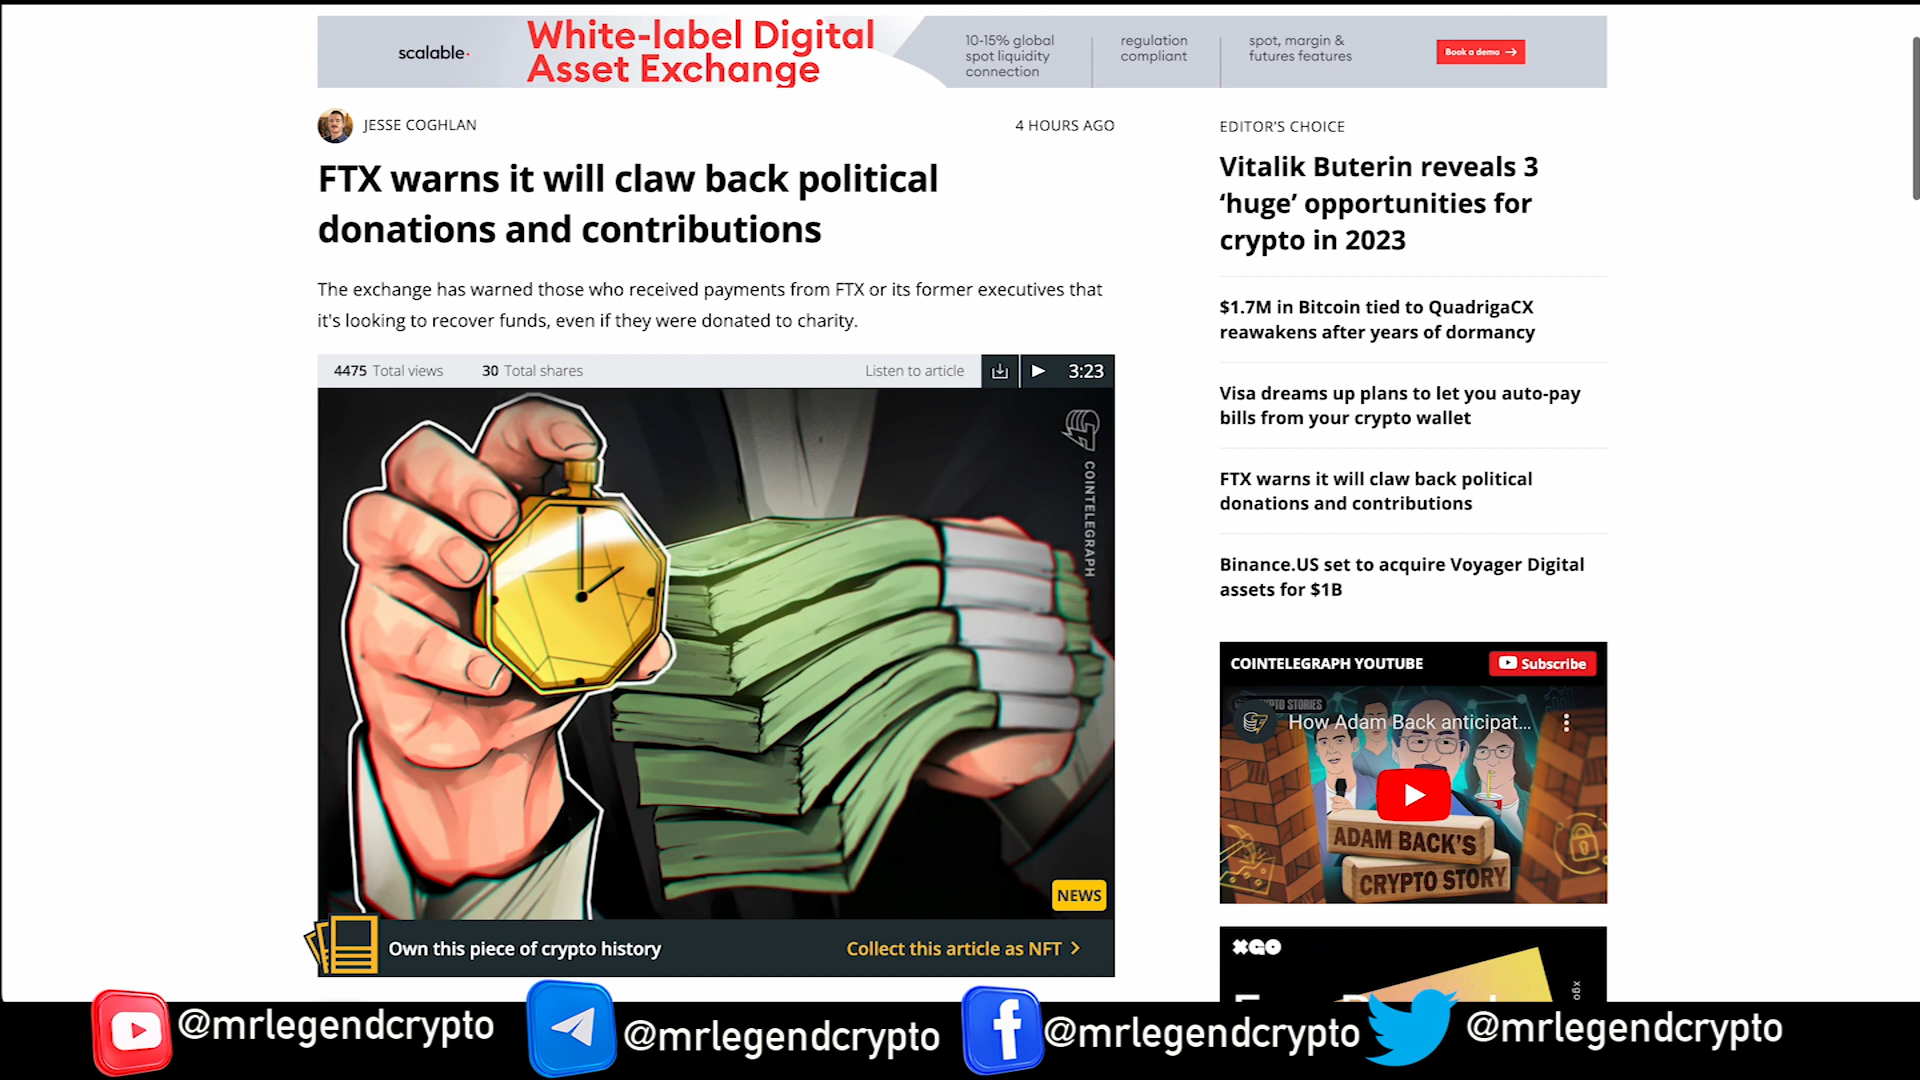 scalable.
White-label Digital
Asset Exchange
10-15% global
spot liquidity
connection
regulation
compliant
spot, margin &
futures features
Book a demo
JESSE COGHLAN
4 HOURS AGO
FTX warns it will claw back political
donations and contributions
The exchange has warned those who received payments from FTX or its former executives that
it's looking to recover funds, even if they were donated to charity.
4475 Total views
30 Total shares
Listen to article
3:23
COINTELEGRAPH
NEWS
Own this piece of crypto history
Collect this article as NFT
EDITOR'S CHOICE
Vitalik Buterin reveals 3
‘huge’ opportunities for
crypto in 2023
$1.7M in Bitcoin tied to QuadrigaCX
reawakens after years of dormancy
Visa dreams up plans to let you auto-pay
bills from your crypto wallet
FTX warns it will claw back political
donations and contributions
Binance.US set to acquire Voyager Digital
assets for $1B
COINTELEGRAPH YOUTUBE
Subscribe
STORIES
How Adam Back anticipat...
ADAM BACK'S
CRYPTO STORY
xgo
@mrlegendcrypto
@mrlegendcrypto
@mrlegendcrypto
@mrlegendcrypto